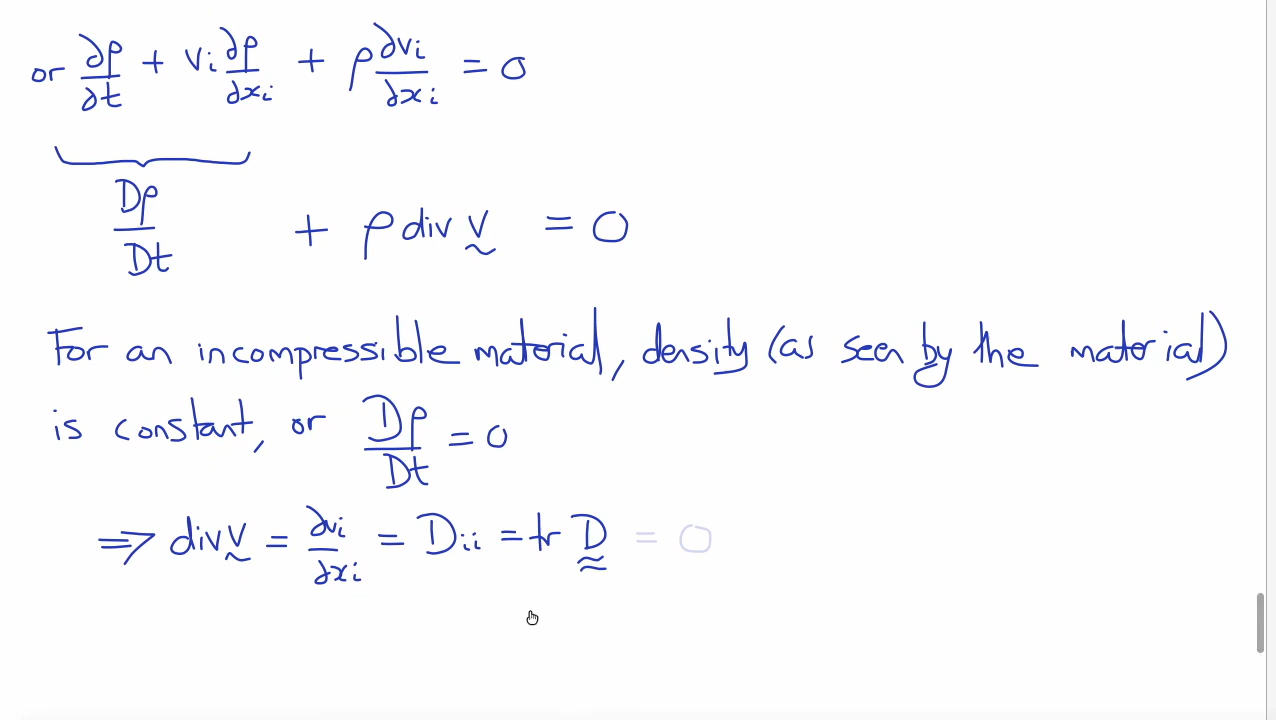 or ∂ρ/∂t + vᵢ ∂ρ/∂xᵢ + ρ ∂vᵢ/∂xᵢ = 0
Dρ/Dt + ρ div v̰ = 0
For an incompressible material, density (as seen by the material)
is constant, or Dρ/Dt = 0
⇒ div v̰ = ∂vᵢ/∂xᵢ = Dᵢᵢ = tr D̰̰ = 0